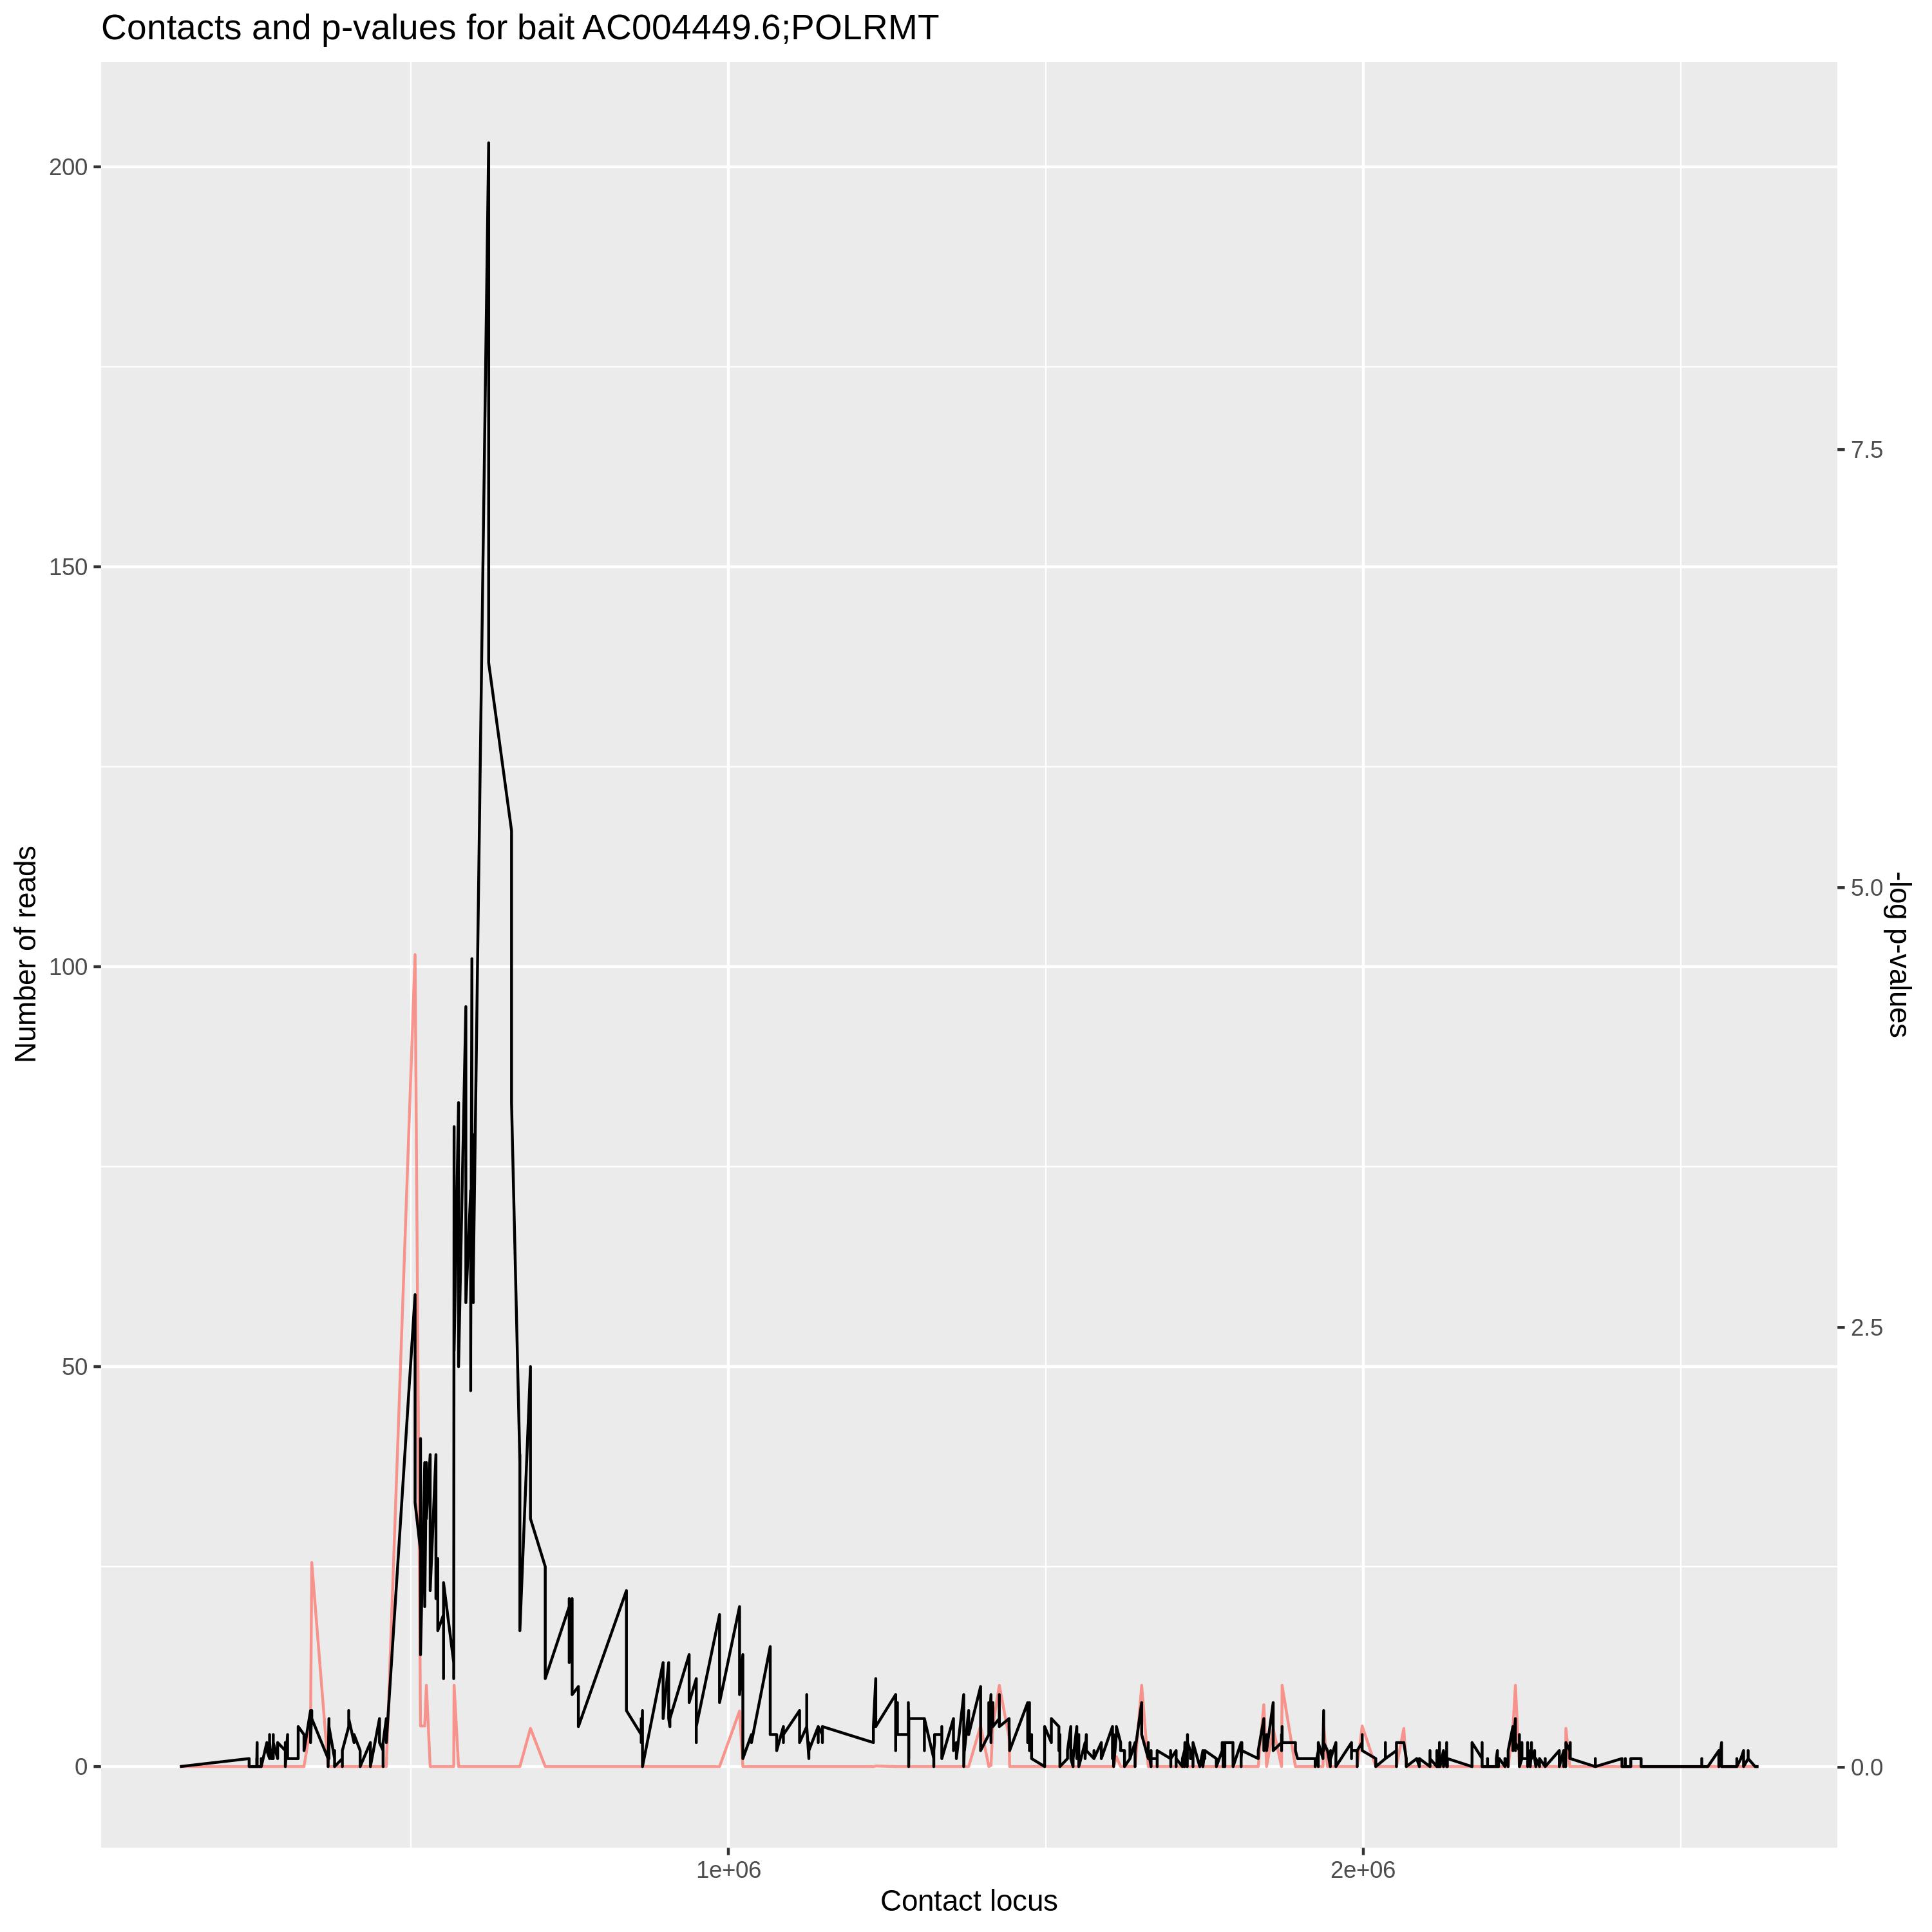 Contacts and p-values for bait AC004449.6;POLRMT
200
150
100
50
0
Number of reads
7.5
5.0
2.5
0.0
-log p-values
1e+06
2e+06
Contact locus